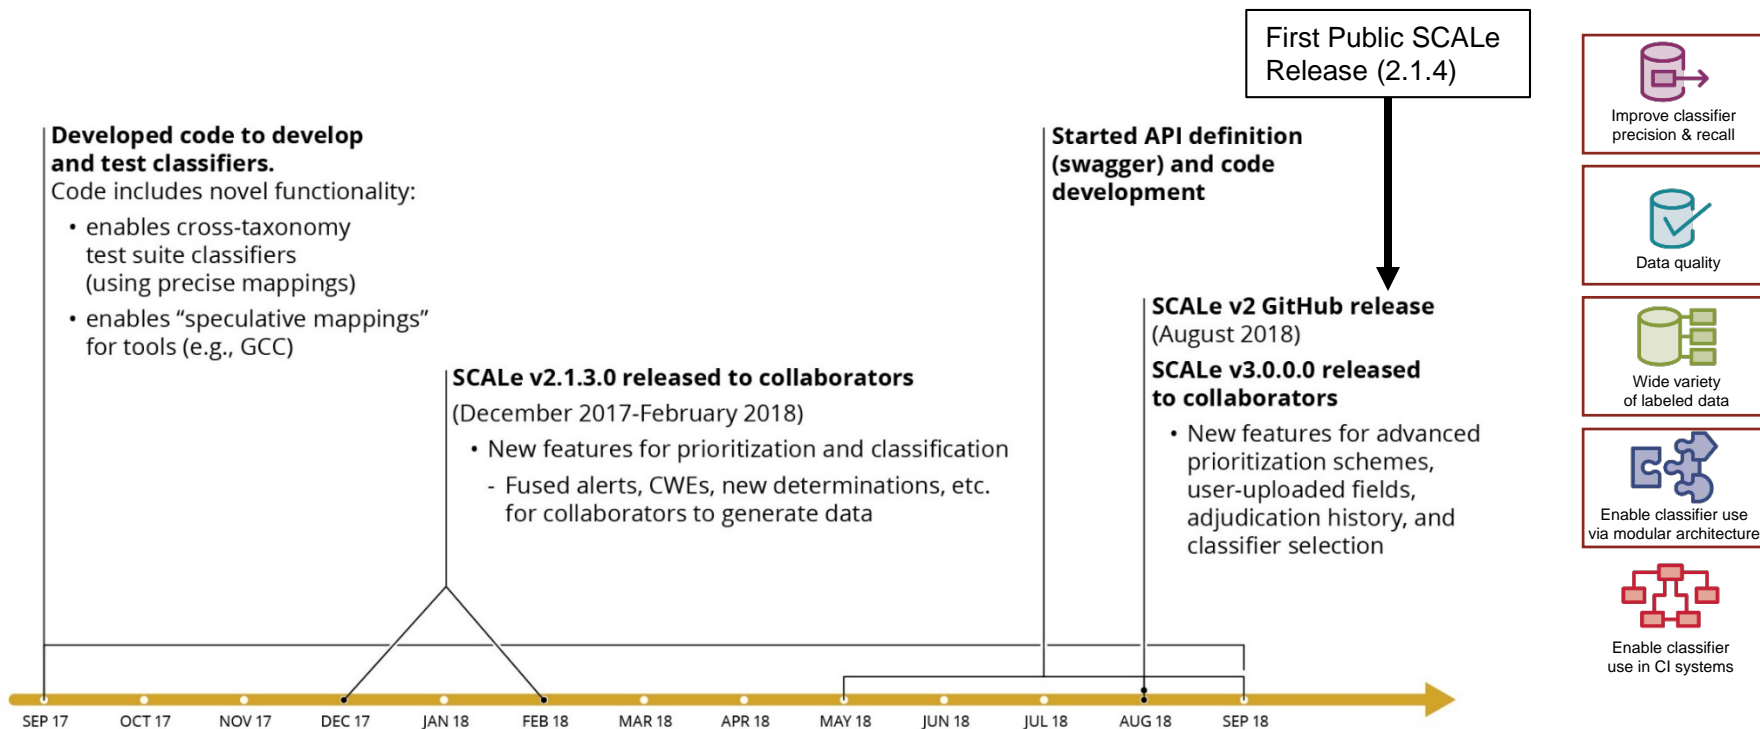 First Public SCALe
Release (2.1.4)
Developed code to develop
and test classifiers.
Code includes novel functionality:
• enables cross-taxonomy
test suite classifiers
(using precise mappings)
• enables “speculative mappings”
for tools (e.g., GCC)
SCALe v2.1.3.0 released to collaborators
(December 2017-February 2018)
• New features for prioritization and classification
- Fused alerts, CWEs, new determinations, etc.
for collaborators to generate data
Started API definition
(swagger) and code
development
SCALe v2 GitHub release
(August 2018)
SCALe v3.0.0.0 released
to collaborators
• New features for advanced
prioritization schemes,
user-uploaded fields,
adjudication history, and
classifier selection
SEP 17
OCT 17
NOV 17
DEC 17
JAN 18
FEB 18
MAR 18
APR 18
MAY 18
JUN 18
JUL 18
AUG 18
SEP 18
Improve classifier
precision & recall
Data quality
Wide variety
of labeled data
Enable classifier use
via modular architecture
Enable classifier
use in CI systems